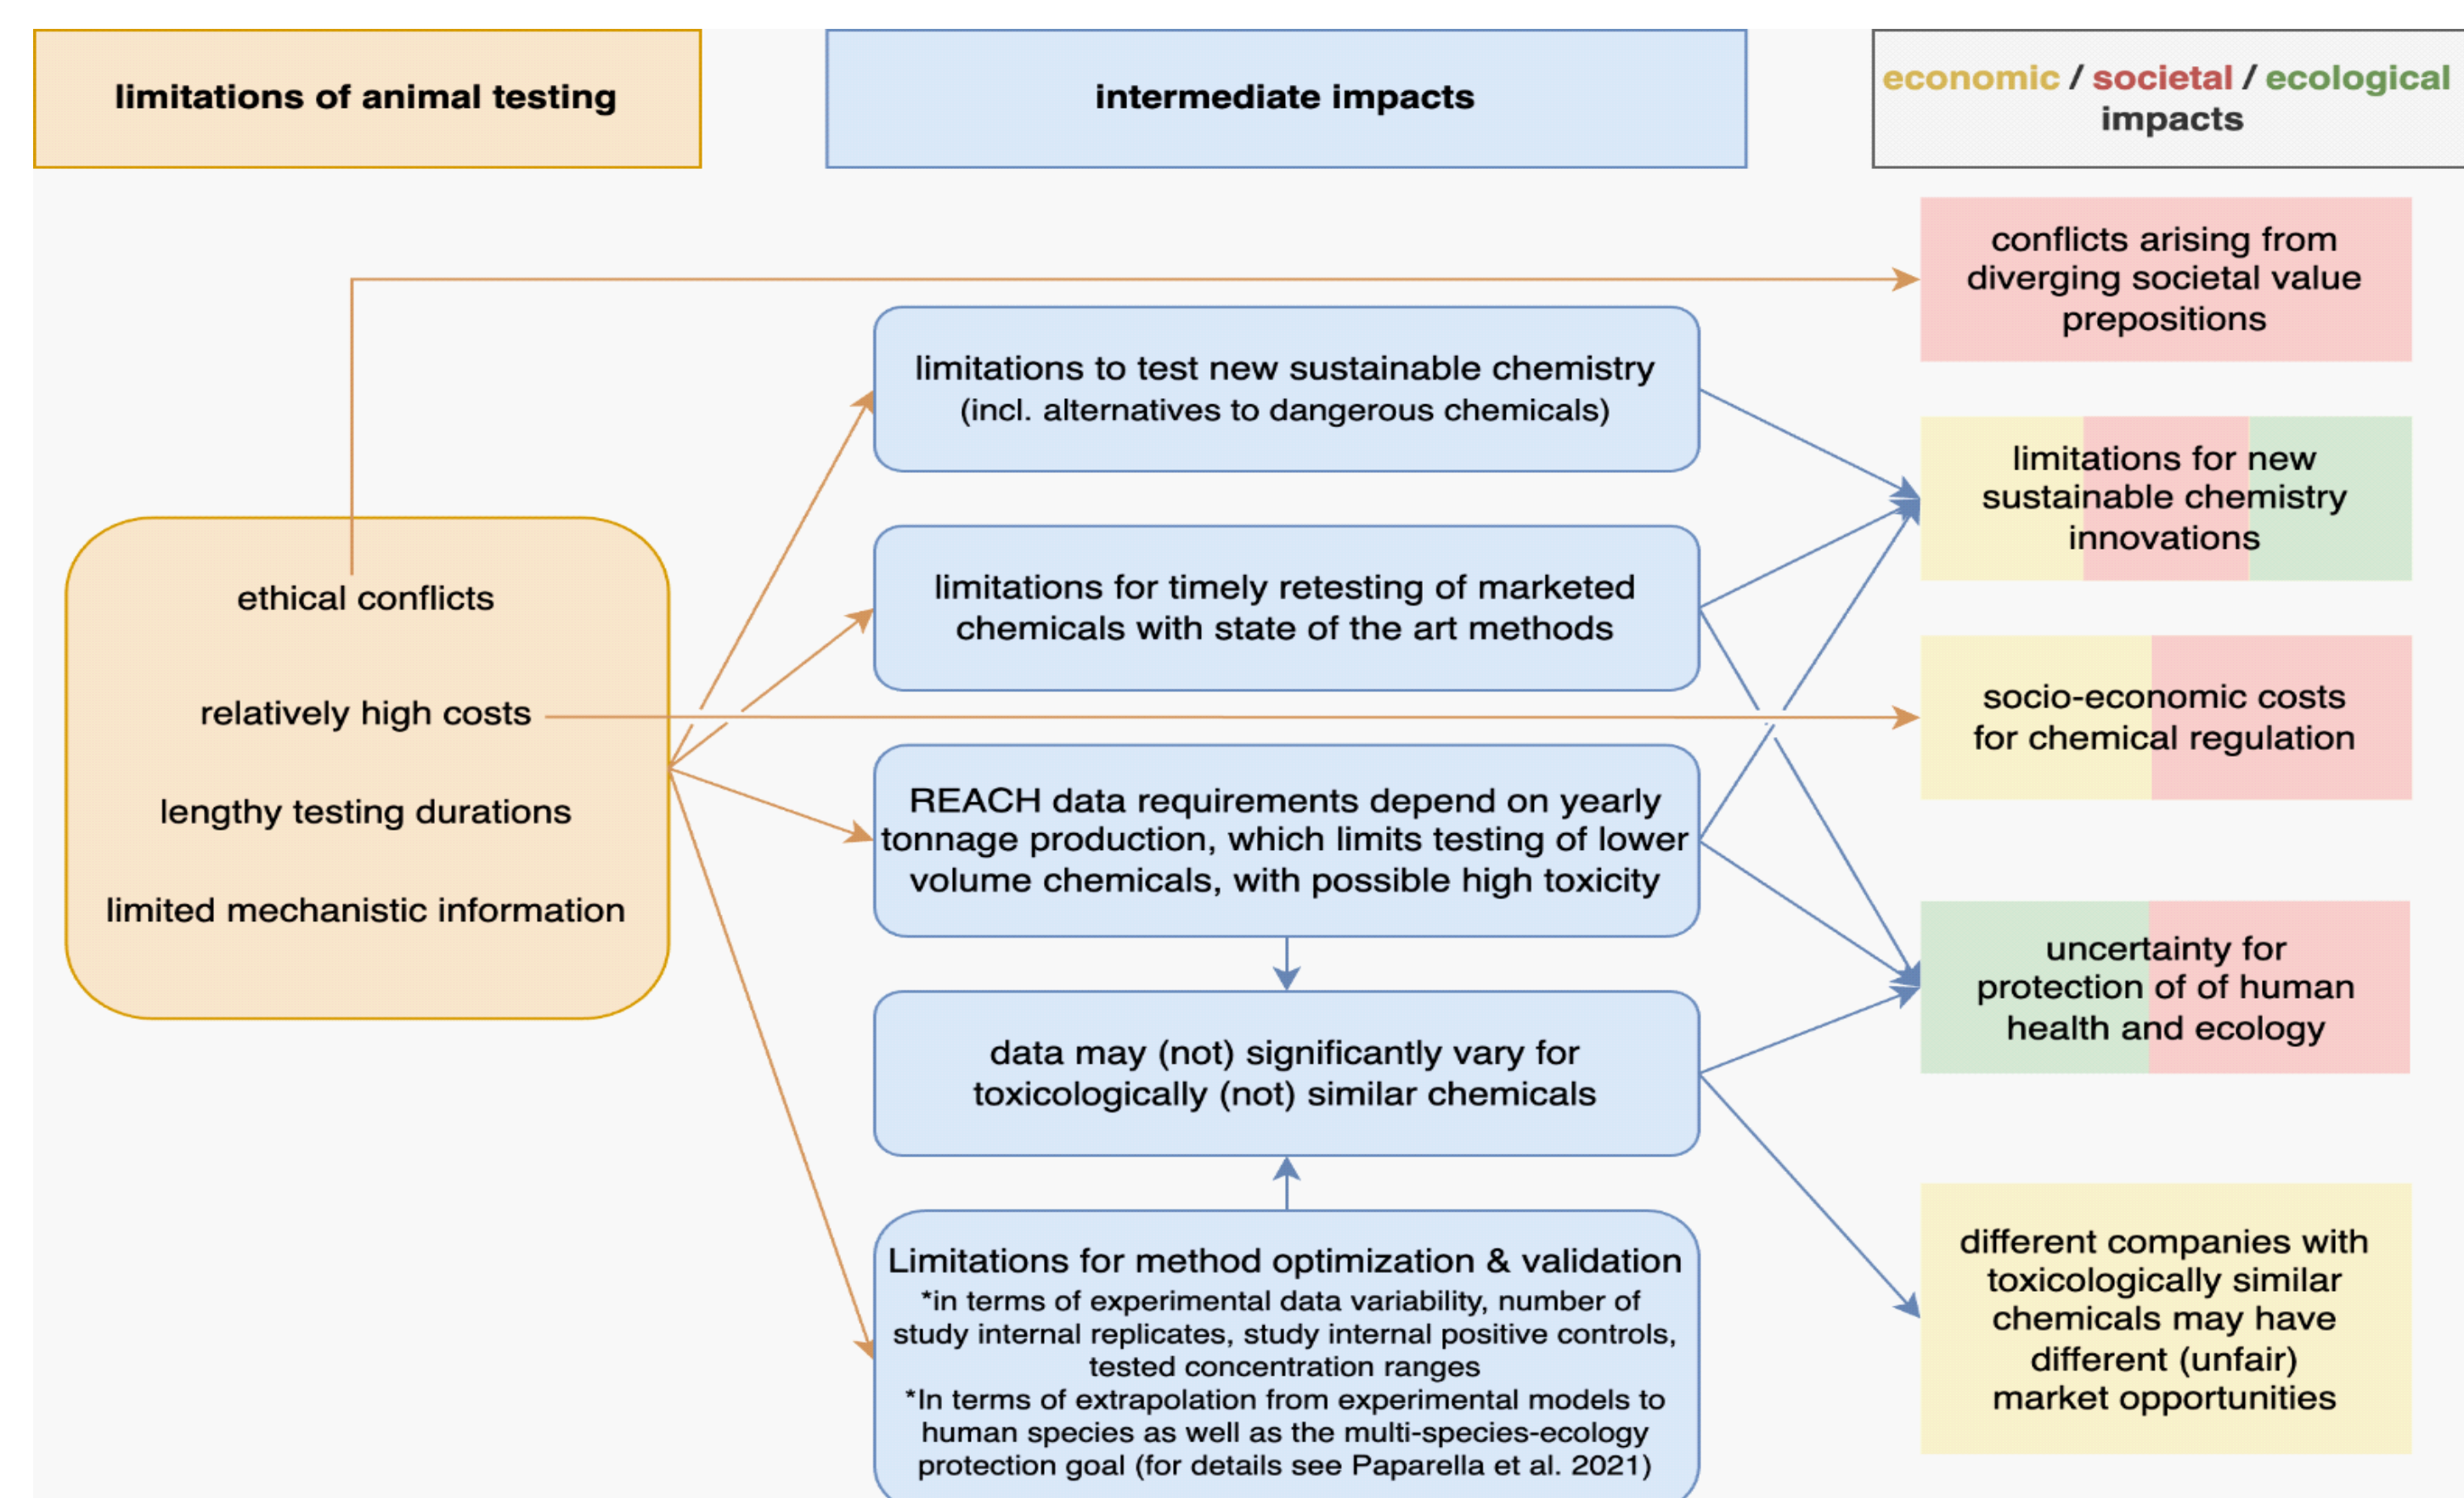 limitations of animal testing
intermediate impacts
economic / societal / ecological
impacts
ethical conflicts
relatively high costs
lengthy testing durations
limited mechanistic information
limitations to test new sustainable chemistry
(incl. alternatives to dangerous chemicals)
limitations for timely retesting of marketed
chemicals with state of the art methods
REACH data requirements depend on yearly
tonnage production, which limits testing of lower
volume chemicals, with possible high toxicity
data may (not) significantly vary for
toxicologically (not) similar chemicals
Limitations for method optimization & validation
*in terms of experimental data variability, number of
study internal replicates, study internal positive controls,
tested concentration ranges
*In terms of extrapolation from experimental models to
human species as well as the multi-species-ecology
protection goal (for details see Paparella et al. 2021)
conflicts arising from
diverging societal value
prepositions
limitations for new
sustainable chemistry
innovations
socio-economic costs
for chemical regulation
uncertainty for
protection of of human
health and ecology
different companies with
toxicologically similar
chemicals may have
different (unfair)
market opportunities